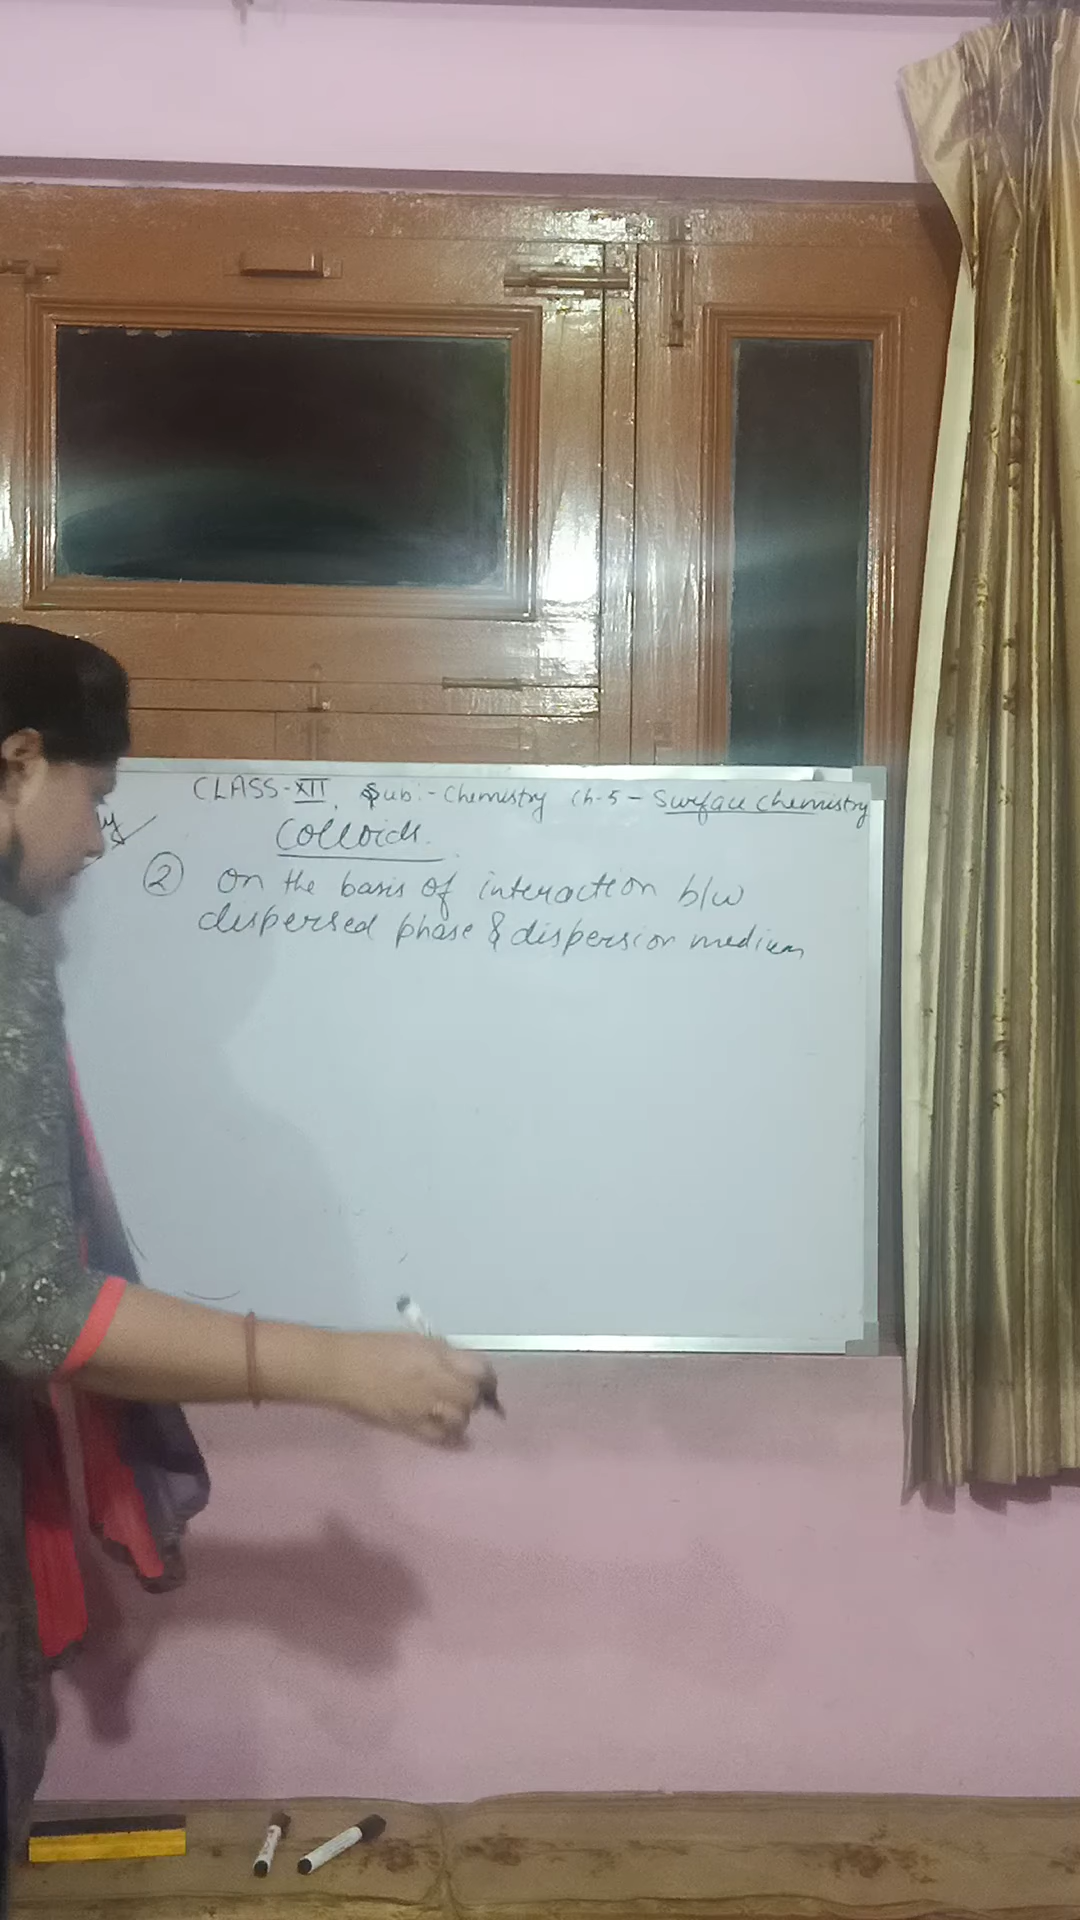 CLASS-XII, Sub:- Chemistry Ch-5 - Surface chemistry
Colloids.
② On the basis of interaction b/w
dispersed phase & dispersion medium